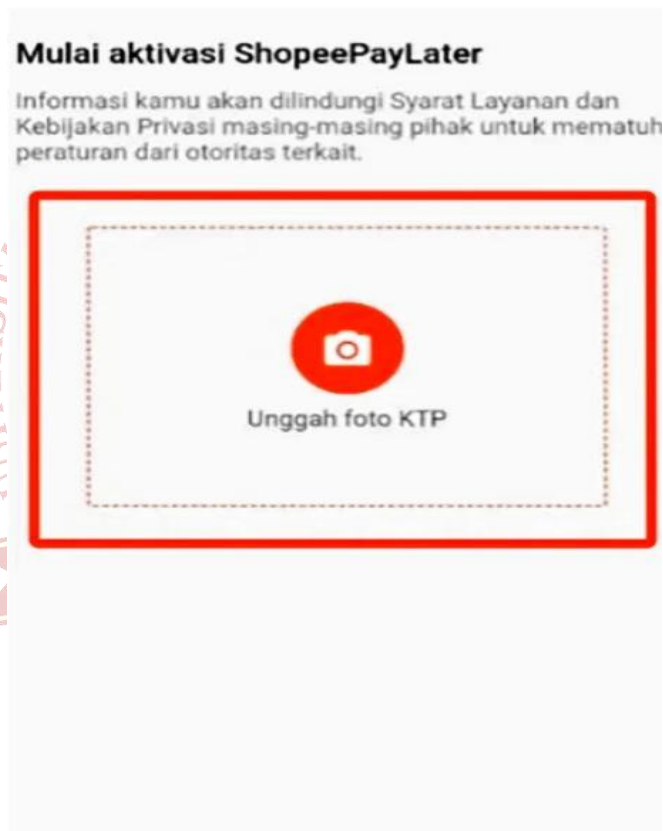 Mulai aktivasi ShopeePayLater
Informasi kamu akan dilindungi Syarat Layanan dan
Kebijakan Privasi masing-masing pihak untuk mematuh
peraturan dari otoritas terkait.
Unggah foto KTP